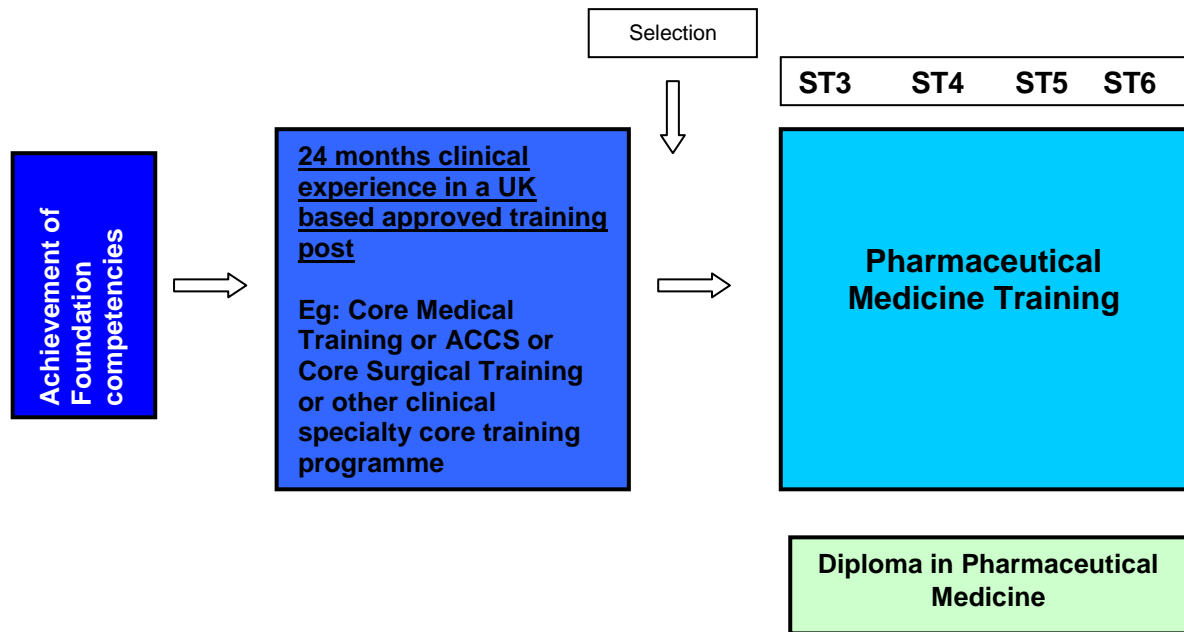 Selection
ST3 ST4 ST5 ST6
Achievement of
Foundation
competencies
24 months clinical
experience in a UK
based approved training
post
Eg: Core Medical
Training or ACCS or
Core Surgical Training
or other clinical
specialty core training
programme
Pharmaceutical
Medicine Training
Diploma in Pharmaceutical
Medicine